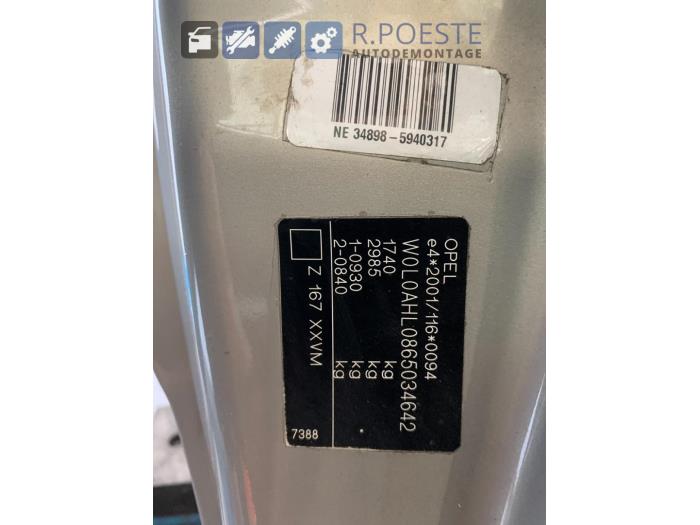 R.POESTE
AUTODEMONTAGE
NE 34898-5940317
OPEL
e4*2001/116*0094
W0L0AHL0865034642
1740 kg
2985 kg
1-0930 kg
2-0840 kg
Z 167 XXVM
7388